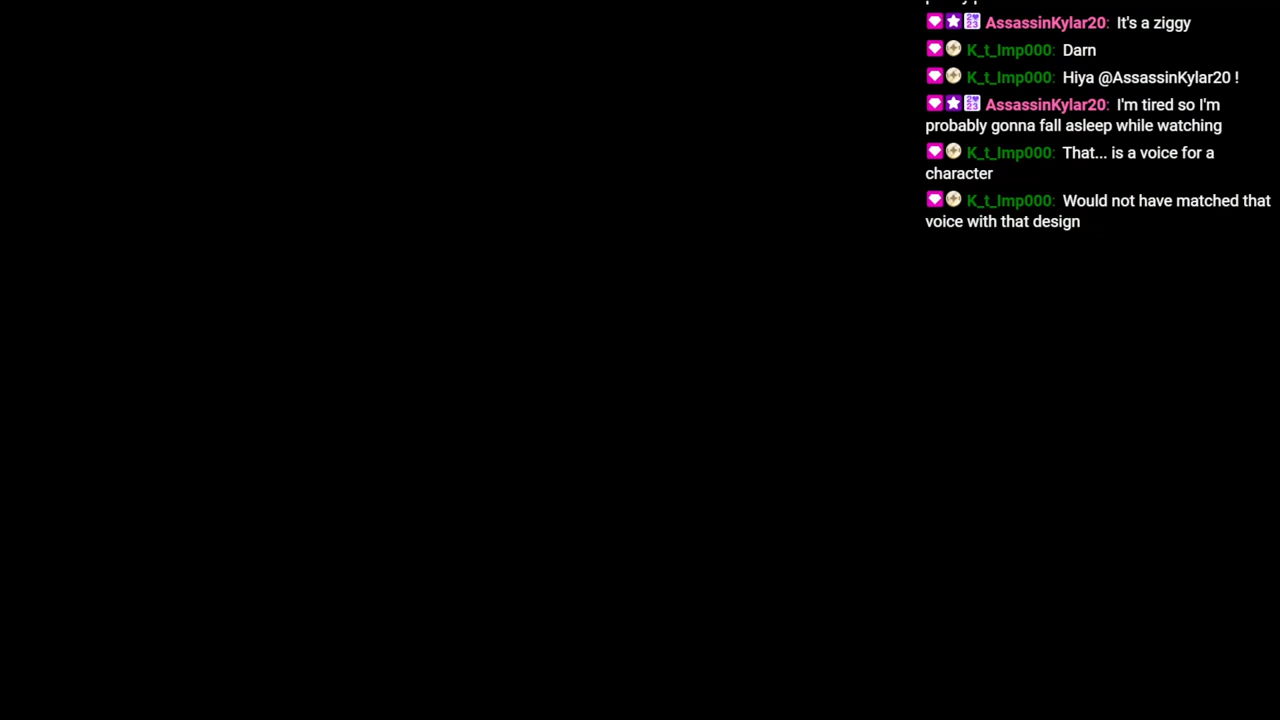 AssassinKylar20: It's a ziggy
K_t_Imp000: Darn
K_t_Imp000: Hiya @AssassinKylar20 !
AssassinKylar20: I'm tired so I'm
probably gonna fall asleep while watching
K_t_Imp000: That... is a voice for a
character
K_t_Imp000: Would not have matched that
voice with that design